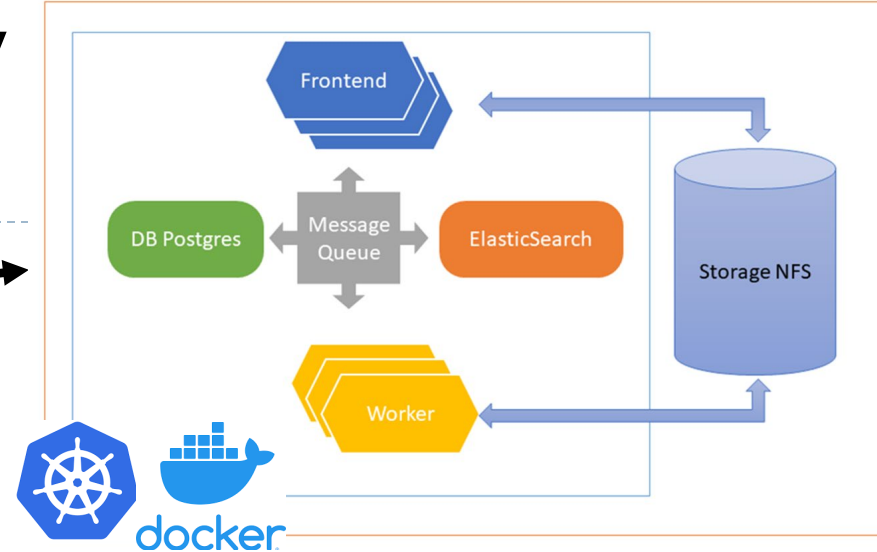 Frontend
DB Postgres
Message
Queue
ElasticSearch
Storage NFS
Worker
docker